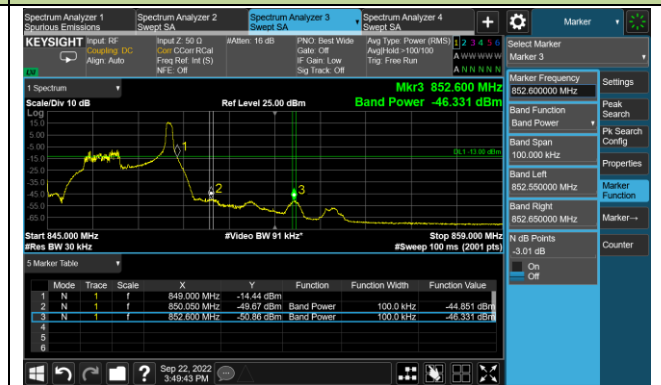 Spectrum Analyzer 1
Spurious Emissions
Spectrum Analyzer 2
Swept SA
Spectrum Analyzer 3
Swept SA
Spectrum Analyzer 4
Swept SA
+
Marker
KEYSIGHT
Input: RF
Coupling: DC
Align: Auto
Input Z: 50 Ω
Corr CCorr RCal
Freq Ref: Int (S)
NFE: Off
#Atten: 16 dB
PNO: Best Wide
Gate: Off
IF Gain: Low
Sig Track: Off
Avg Type: Power (RMS)
Avg|Hold:>100/100
Trig: Free Run
1 2 3 4 5 6
A W W W W W
A N N N N N
Select Marker
Marker 3
1 Spectrum
Scale/Div 10 dB
Log
Ref Level 25.00 dBm
Mkr3 852.600 MHz
Band Power -46.331 dBm
15.0
5.00
-5.00
-15.0
-25.0
-35.0
-45.0
-55.0
-65.0
DL1 -13.00 dBm
1
2
3
Start 845.000 MHz
#Res BW 30 kHz
#Video BW 91 kHz*
Stop 859.000 MHz
#Sweep 100 ms (2001 pts)
5 Marker Table
Mode Trace Scale X Y Function Function Width Function Value
1 N 1 f 849.000 MHz -14.44 dBm
2 N 1 f 850.050 MHz -49.67 dBm Band Power 100.0 kHz -44.851 dBm
3 N 1 f 852.600 MHz -50.86 dBm Band Power 100.0 kHz -46.331 dBm
4
5
6
Marker Frequency
852.600000 MHz
Band Function
Band Power
Band Span
100.000 kHz
Band Left
852.550000 MHz
Band Right
852.650000 MHz
N dB Points
-3.01 dB
On
Off
Settings
Peak
Search
Pk Search
Config
Properties
Marker
Function
Marker→
Counter
?
Sep 22, 2022
3:49:43 PM